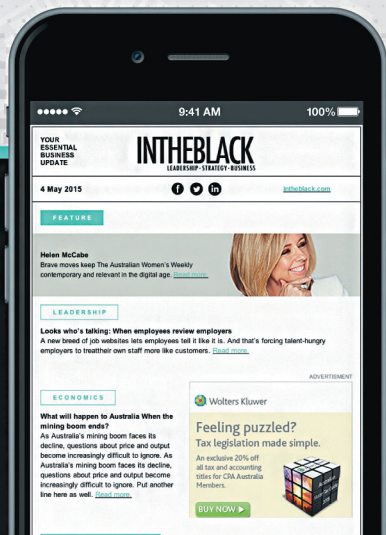 9:41 AM
100%
YOUR
ESSENTIAL
BUSINESS
UPDATE
INTHEBLACK
LEADERSHIP·STRATEGY·BUSINESS
4 May 2015
intheblack.com
FEATURE
Helen McCabe
Brave moves keep The Australian Women's Weekly
contemporary and relevant in the digital age. Read more.
LEADERSHIP
Looks who's talking: When employees review employers
A new breed of job websites lets employees tell it like it is. And that's forcing talent-hungry
employers to treattheir own staff more like customers. Read more.
ADVERTISMENT
ECONOMICS
What will happen to Australia When the
mining boom ends?
As Australia's mining boom faces its
decline, questions about price and output
become increasingly difficult to ignore. As
Australia's mining boom faces its decline,
questions about price and output become
increasingly difficult to ignore. Put another
line here as well. Read more.
Wolters Kluwer
Feeling puzzled?
Tax legislation made simple.
An exclusive 20% off
all tax and accounting
titles for CPA Australia
Members.
BUY NOW